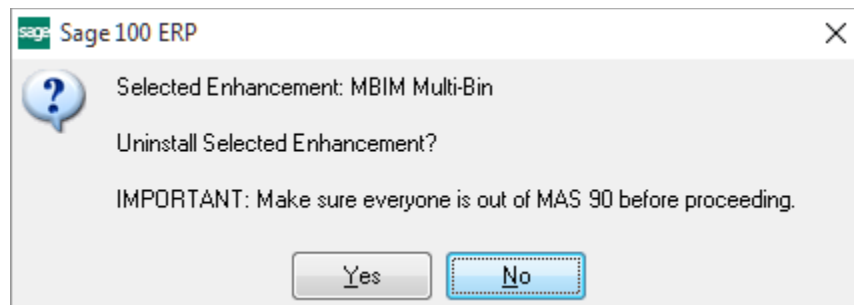 sage Sage 100 ERP
Selected Enhancement: MBIM Multi-Bin
Uninstall Selected Enhancement?
IMPORTANT: Make sure everyone is out of MAS 90 before proceeding.
Yes No